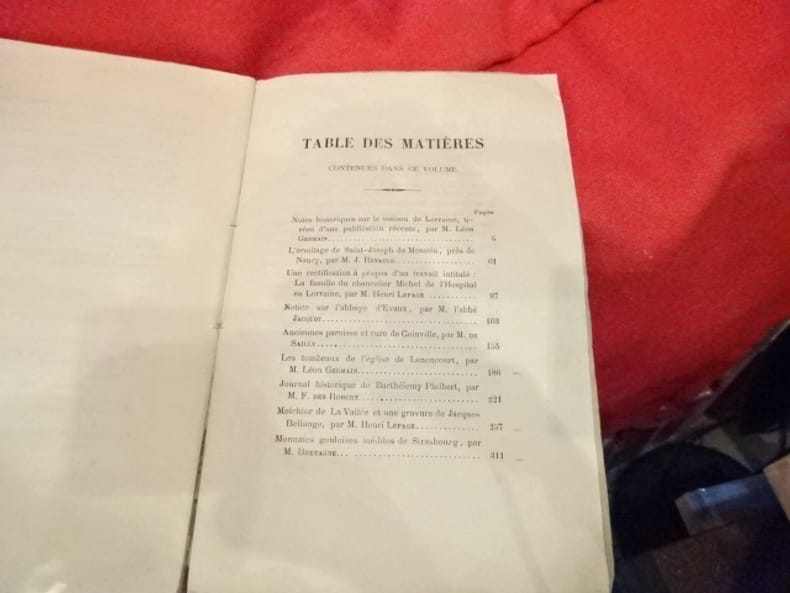 TABLE DES MATIÈRES
CONTENUES DANS CE VOLUME.
Pages
Notes historiques sur la maison de Lorraine, ti-
rées d'une publication récente, par M. Léon
GERMAIN. 5
L'ermitage de Saint-Joseph de Messein, près de
Nancy, par M. J. RENAULD. 61
Une rectification à propos d'un travail intitulé :
La famille du chancelier Michel de l'Hospital
en Lorraine, par M. Henri LEPAGE 97
Notice sur l'abbaye d'Evaux, par M. l'abbé
JACQUOT. 103
Anciennes paroisse et cure de Coinville, par M. DE
SAILLY. 155
Les tombeaux de l'église de Lenoncourt, par
M. Léon GERMAIN. 186
Journal historique de Barthélemy Philbert, par
M. F. DES ROBERT. 221
Melchior de La Vallée et une gravure de Jacques
Bellange, par M. Henri LEPAGE. 257
Monnaies gauloises inédites de Strasbourg, par
M. BRETAGNE... 311